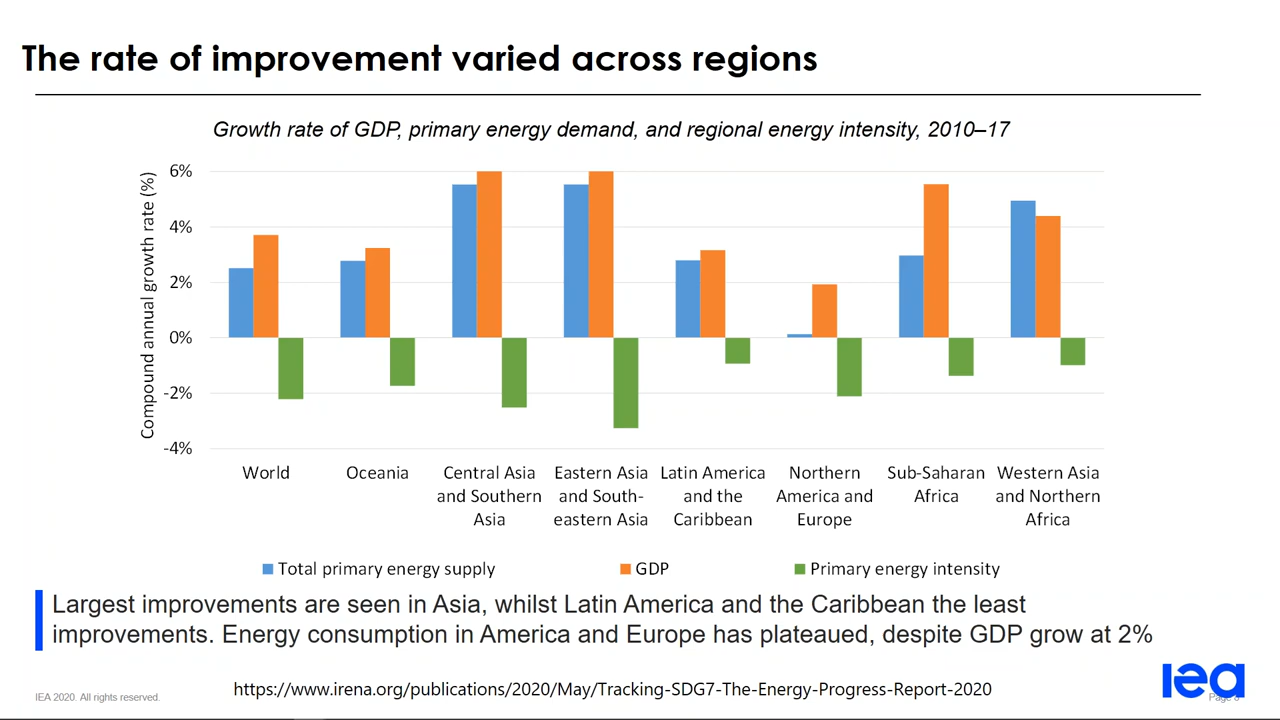 The rate of improvement varied across regions
Growth rate of GDP, primary energy demand, and regional energy intensity, 2010–17
Compound annual growth rate (%)
6%
4%
2%
0%
-2%
-4%
World
Oceania
Central Asia
and Southern
Asia
Eastern Asia
and South-
eastern Asia
Latin America
and the
Caribbean
Northern
America and
Europe
Sub-Saharan
Africa
Western Asia
and Northern
Africa
Total primary energy supply
GDP
Primary energy intensity
Largest improvements are seen in Asia, whilst Latin America and the Caribbean the least
improvements. Energy consumption in America and Europe has plateaued, despite GDP grow at 2%
IEA 2020. All rights reserved.
https://www.irena.org/publications/2020/May/Tracking-SDG7-The-Energy-Progress-Report-2020
iea
Page